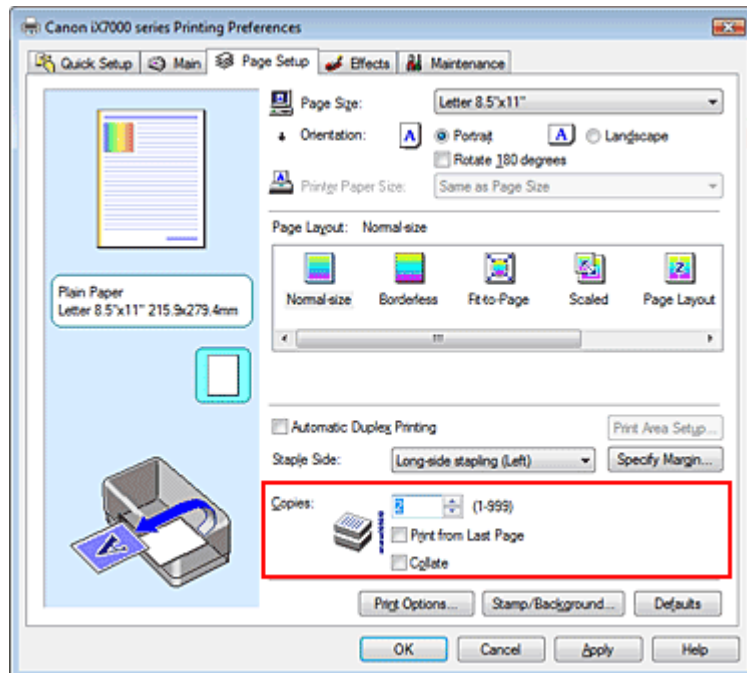 Canon iX7000 series Printing Preferences
Quick Setup Main Page Setup Effects Maintenance
Page Size: Letter 8.5"x11"
Orientation: A Portrait A Landscape
Rotate 180 degrees
Printer Paper Size: Same as Page Size
Page Layout: Normal-size
Normal-size Borderless Fit-to-Page Scaled Page Layout
Plain Paper
Letter 8.5"x11" 215.9x279.4mm
Automatic Duplex Printing Print Area Setup...
Staple Side: Long-side stapling (Left) Specify Margin...
Copies: 2 (1-999)
Print from Last Page
Collate
Print Options... Stamp/Background... Defaults
OK Cancel Apply Help